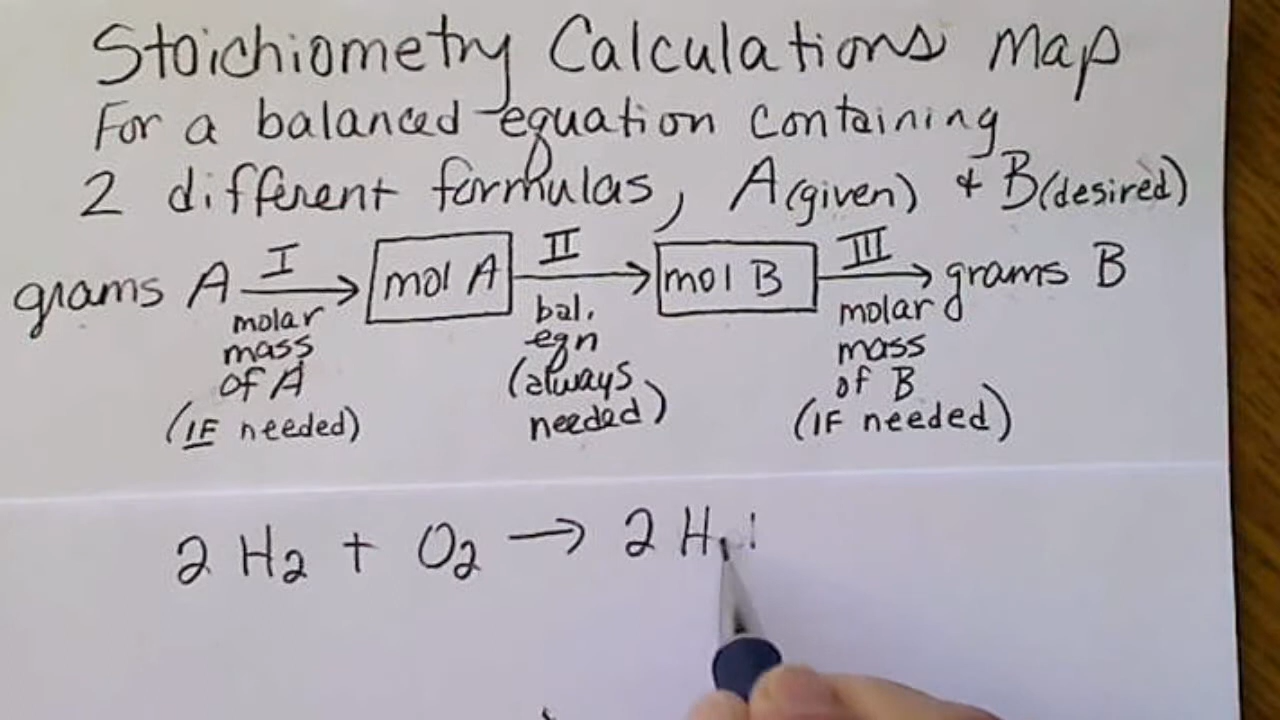 Stoichiometry Calculations Map
For a balanced equation containing
2 different formulas, A(given) & B(desired)
grams A I → mol A II → mol B III → grams B
molar mass of A (IF needed)
bal. eqn (always needed)
molar mass of B (IF needed)
2 H₂ + O₂ → 2 H